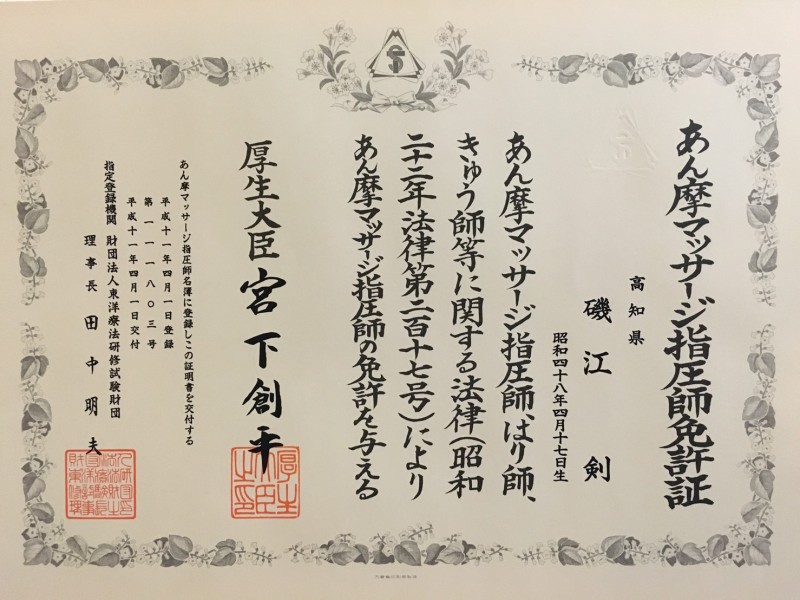 あん摩マッサージ指圧師免許証
高知県
磯江 剣
昭和四十八年四月十七日生
あん摩マッサージ指圧師、はり師、
きゅう師等に関する法律(昭和
二十二年法律第二百十七号)により
あん摩マッサージ指圧師の免許を与える
厚生大臣 宮下創平
あん摩マッサージ指圧師名簿に登録しこの証明書を交付する
平成十一年四月一日登録
第一一一八〇三号
平成十一年四月一日交付
指定登録機関 財団法人東洋療法研修試験財団
理事長 田中明夫